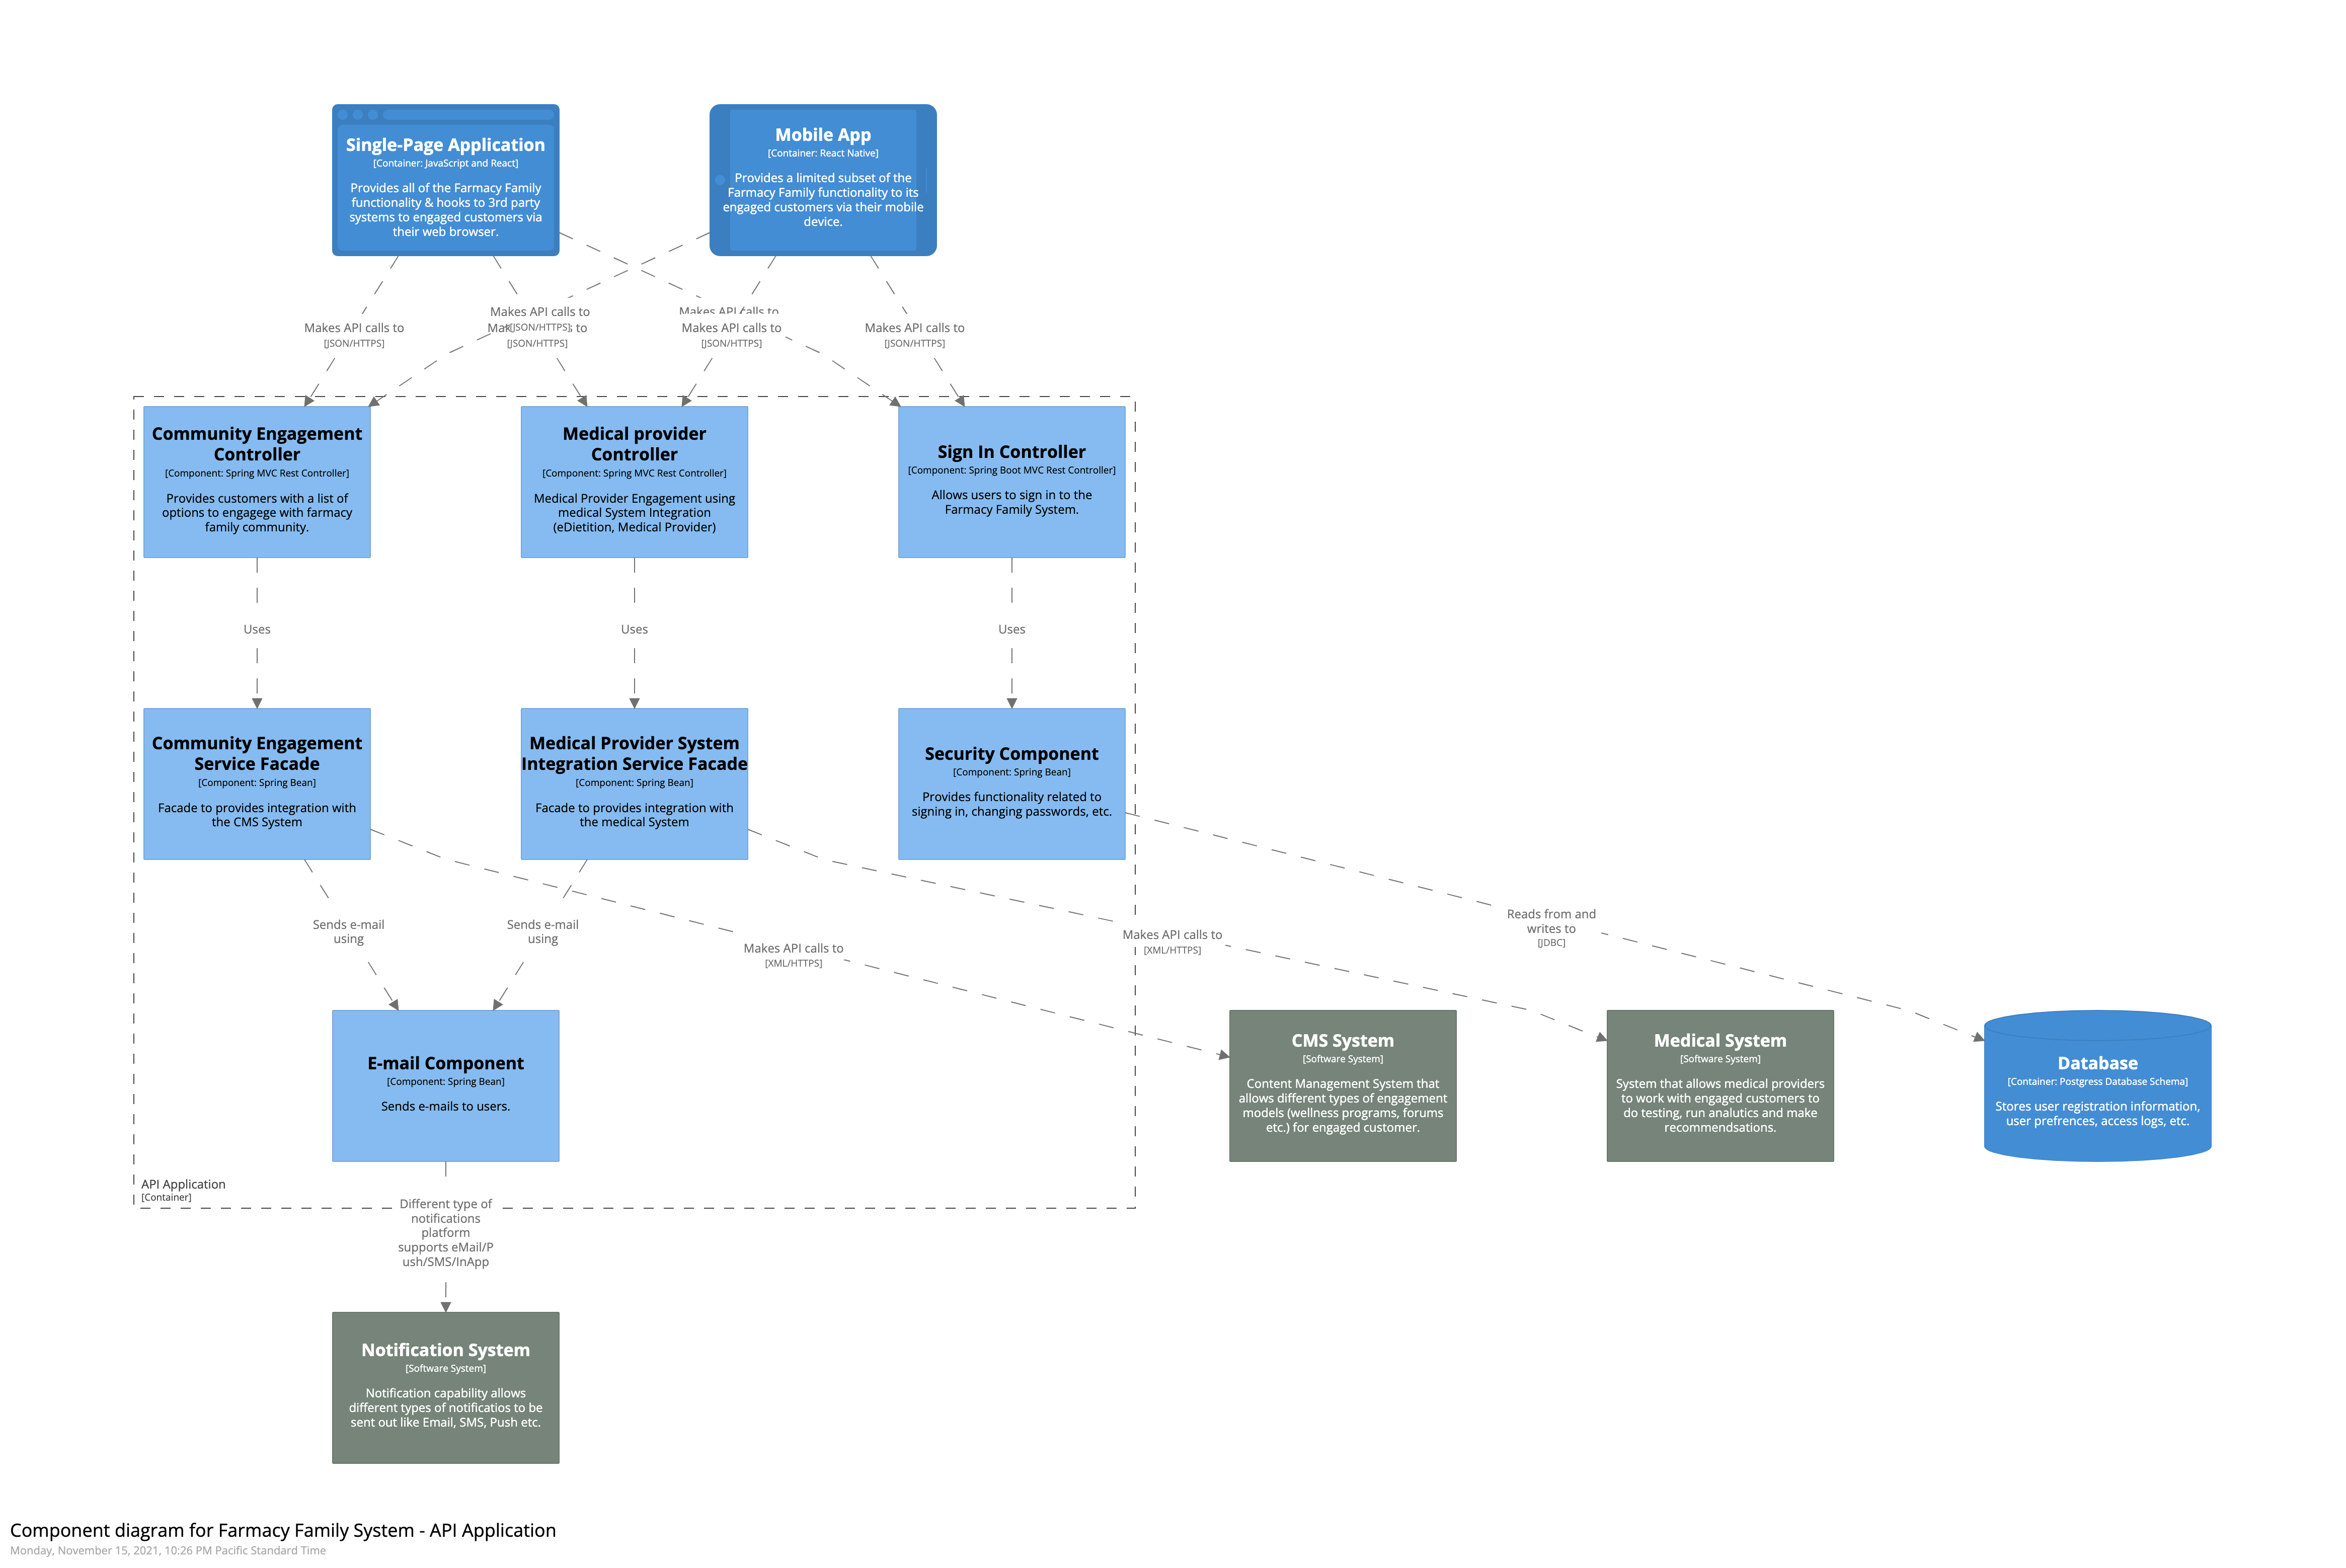 Single-Page Application
[Container: JavaScript and React]
Provides all of the Farmacy Family
functionality & hooks to 3rd party
systems to engaged customers via
their web browser.
Mobile App
[Container: React Native]
Provides a limited subset of the
Farmacy Family functionality to its
engaged customers via their mobile
device.
Makes API calls to
[JSON/HTTPS]
Makes API calls to
[JSON/HTTPS]
to
[JSON/HTTPS]
Makes API calls to
Makes API calls to
[JSON/HTTPS]
Makes API calls to
[JSON/HTTPS]
Community Engagement
Controller
[Component: Spring MVC Rest Controller]
Provides customers with a list of
options to engagege with farmacy
family community.
Medical provider
Controller
[Component: Spring MVC Rest Controller]
Medical Provider Engagement using
medical System Integration
(eDietition, Medical Provider)
Sign In Controller
[Component: Spring Boot MVC Rest Controller]
Allows users to sign in to the
Farmacy Family System.
Uses
Uses
Uses
Community Engagement
Service Facade
[Component: Spring Bean]
Facade to provides integration with
the CMS System
Medical Provider System
Integration Service Facade
[Component: Spring Bean]
Facade to provides integration with
the medical System
Security Component
[Component: Spring Bean]
Provides functionality related to
signing in, changing passwords, etc.
Sends e-mail
using
Sends e-mail
using
Makes API calls to
[XML/HTTPS]
Makes API calls to
[XML/HTTPS]
Reads from and
writes to
[JDBC]
E-mail Component
[Component: Spring Bean]
Sends e-mails to users.
CMS System
[Software System]
Content Management System that
allows different types of engagement
models (wellness programs, forums
etc.) for engaged customer.
Medical System
[Software System]
System that allows medical providers
to work with engaged customers to
do testing, run analutics and make
recommendsations.
Database
[Container: Postgress Database Schema]
Stores user registration information,
user prefrences, access logs, etc.
API Application
[Container]
Different type of
notifications
platform
supports eMail/P
ush/SMS/InApp
Notification System
[Software System]
Notification capability allows
different types of notificatios to be
sent out like Email, SMS, Push etc.
Component diagram for Farmacy Family System - API Application
Monday, November 15, 2021, 10:26 PM Pacific Standard Time